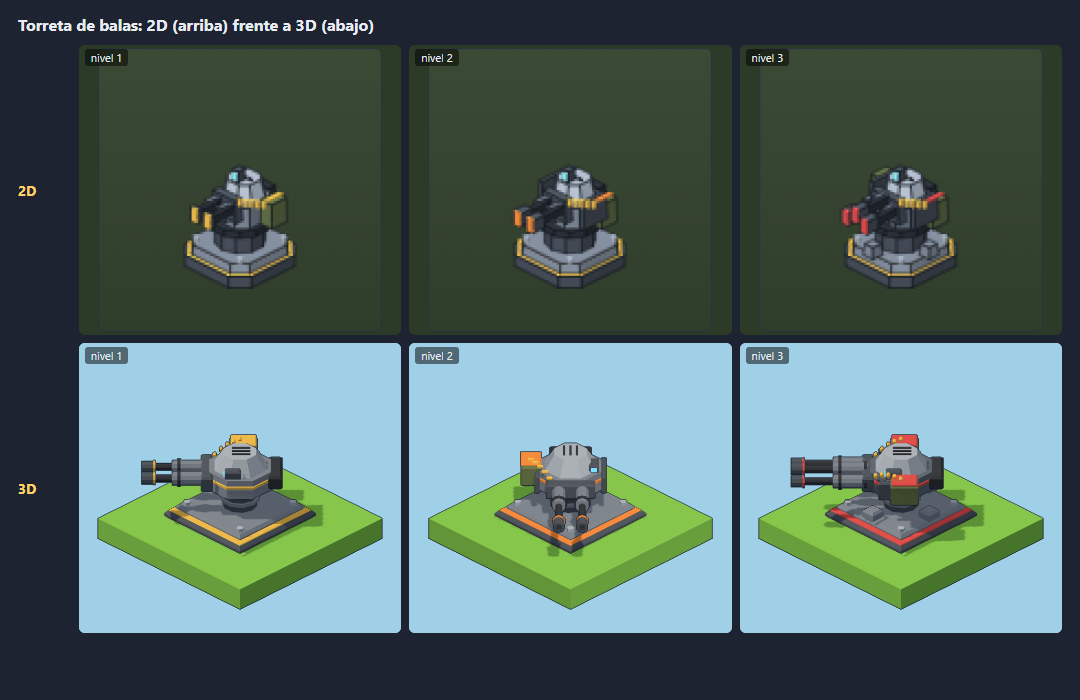 Torreta de balas: 2D (arriba) frente a 3D (abajo)
nivel 1
nivel 2
nivel 3
2D
nivel 1
nivel 2
nivel 3
3D